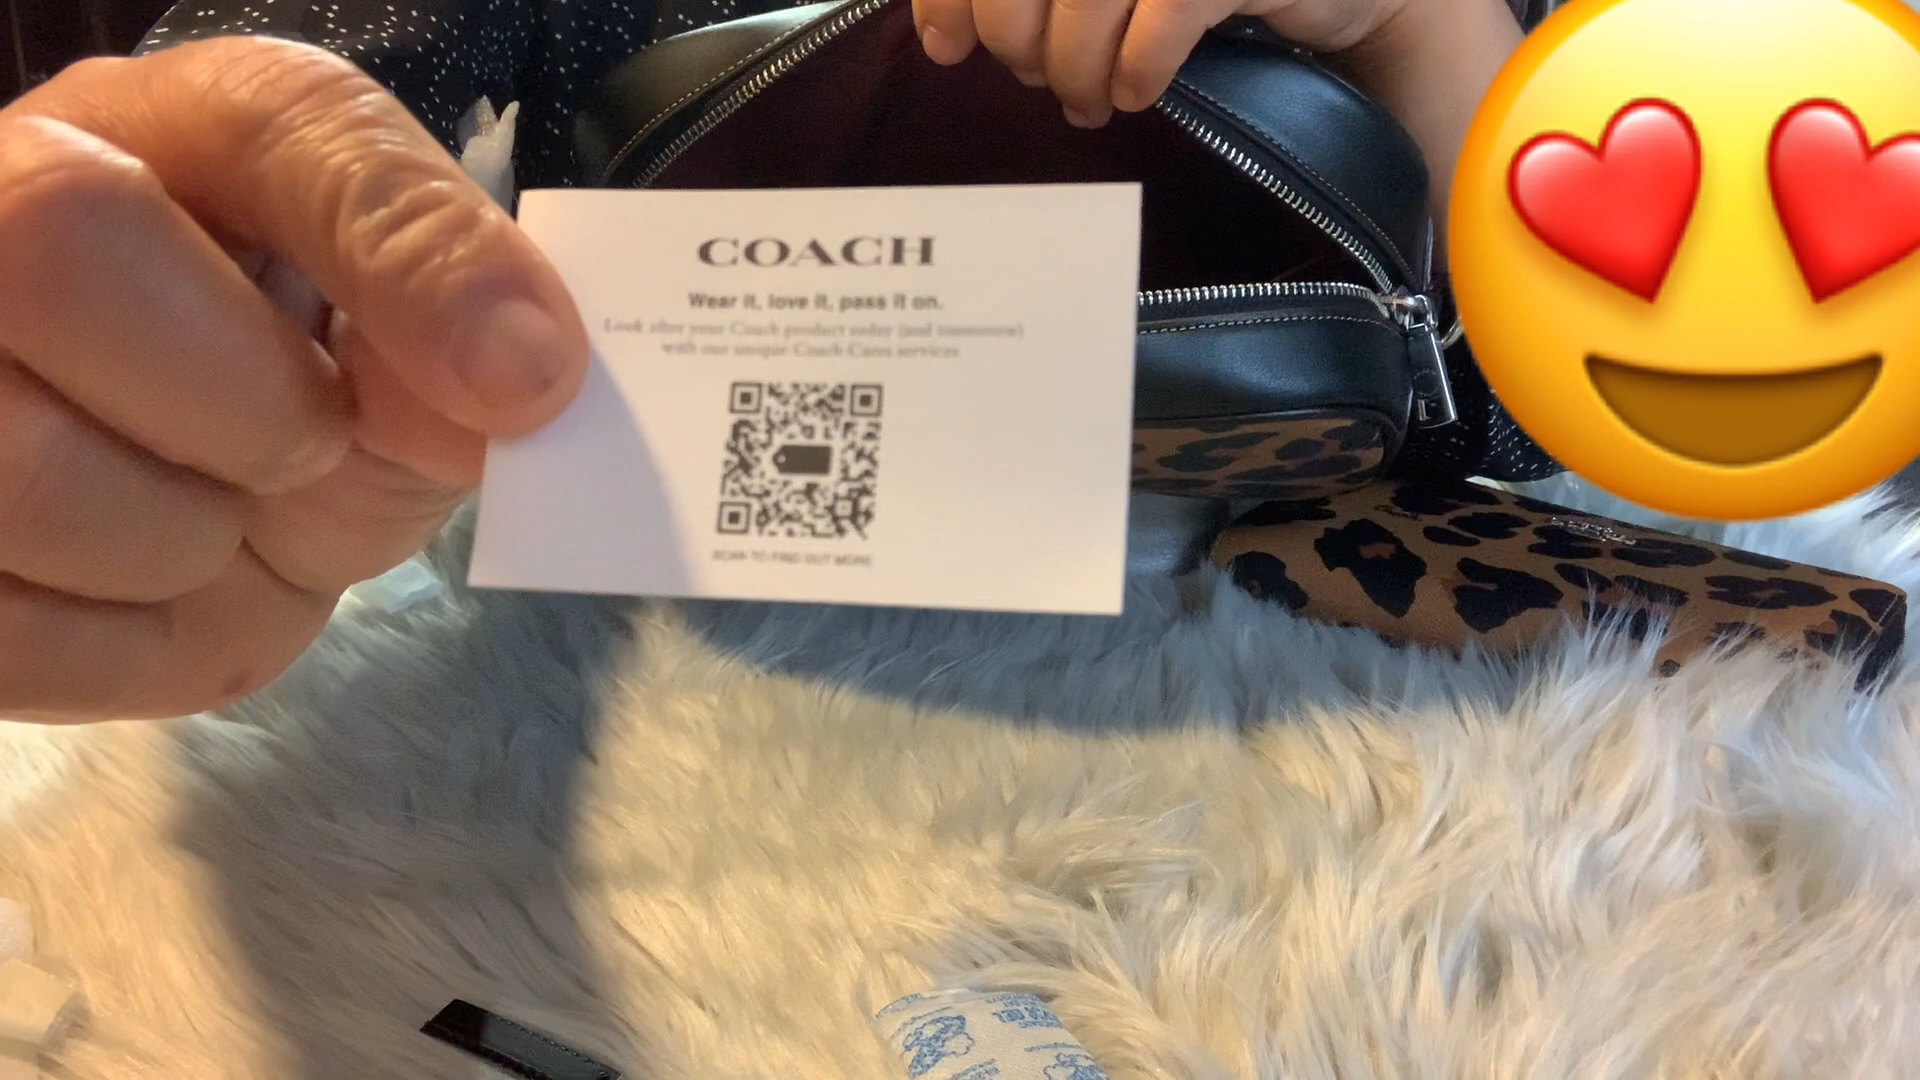 COACH
Wear it, love it, pass it on.
Look after your Coach product today (and tomorrow)
with our unique Coach Cares services
SCAN TO FIND OUT MORE